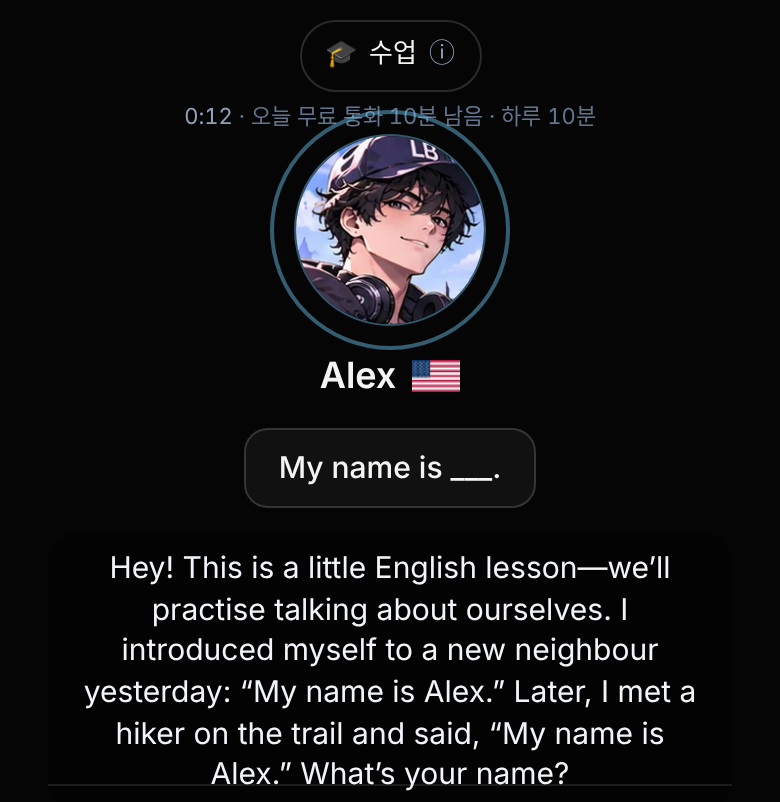 🎓 수업 ⓘ
0:12 · 오늘 무료 통화 10분 남음 · 하루 10분
LB
Alex 🇺🇸
My name is ___.
Hey! This is a little English lesson—we’ll
practise talking about ourselves. I
introduced myself to a new neighbour
yesterday: “My name is Alex.” Later, I met a
hiker on the trail and said, “My name is
Alex.” What’s your name?